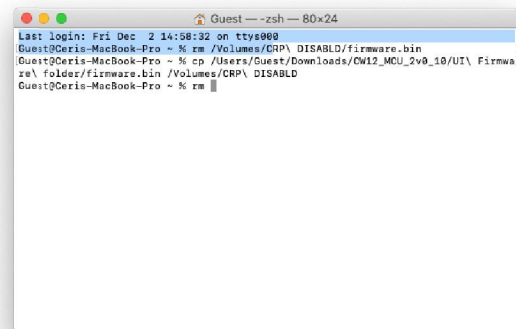 Guest — -zsh — 80×24
Last login: Fri Dec  2 14:58:32 on ttys000
[Guest@Ceris-MacBook-Pro ~ % rm /Volumes/CRP\ DISABLD/firmware.bin
[Guest@Ceris-MacBook-Pro ~ % cp /Users/Guest/Downloads/CW12_MCU_2v0_10/UI\ Firmwa
re\ folder/firmware.bin /Volumes/CRP\ DISABLD
Guest@Ceris-MacBook-Pro ~ % rm